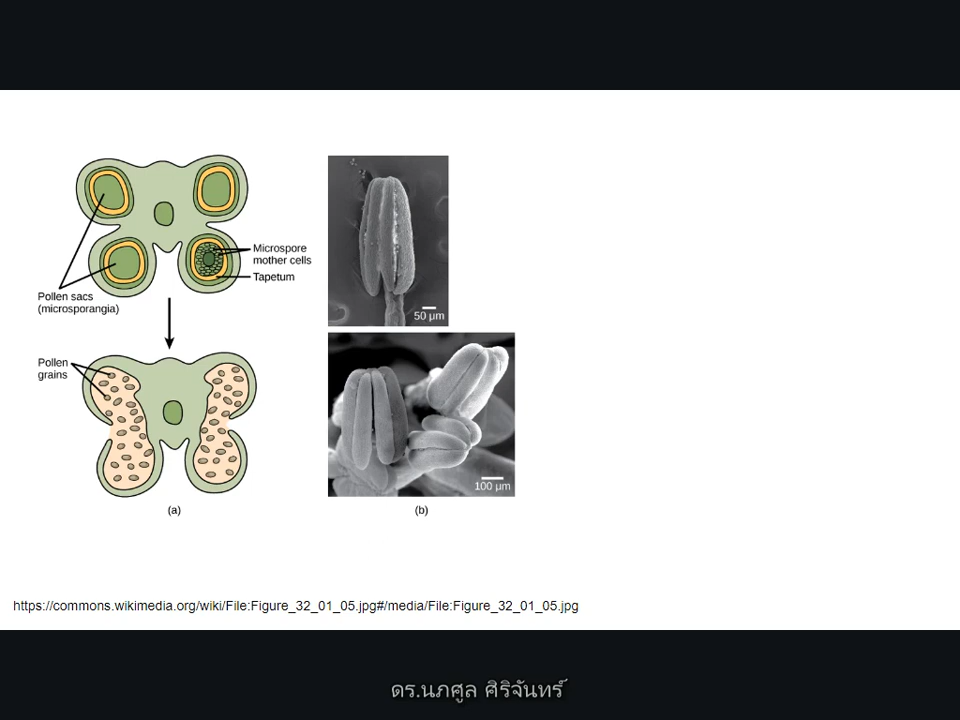 Microspore
mother cells
Tapetum
Pollen sacs
(microsporangia)
Pollen
grains
50 µm
100 µm
(a)
(b)
https://commons.wikimedia.org/wiki/File:Figure_32_01_05.jpg#/media/File:Figure_32_01_05.jpg
ดร.นภศูล ศิริจันทร์